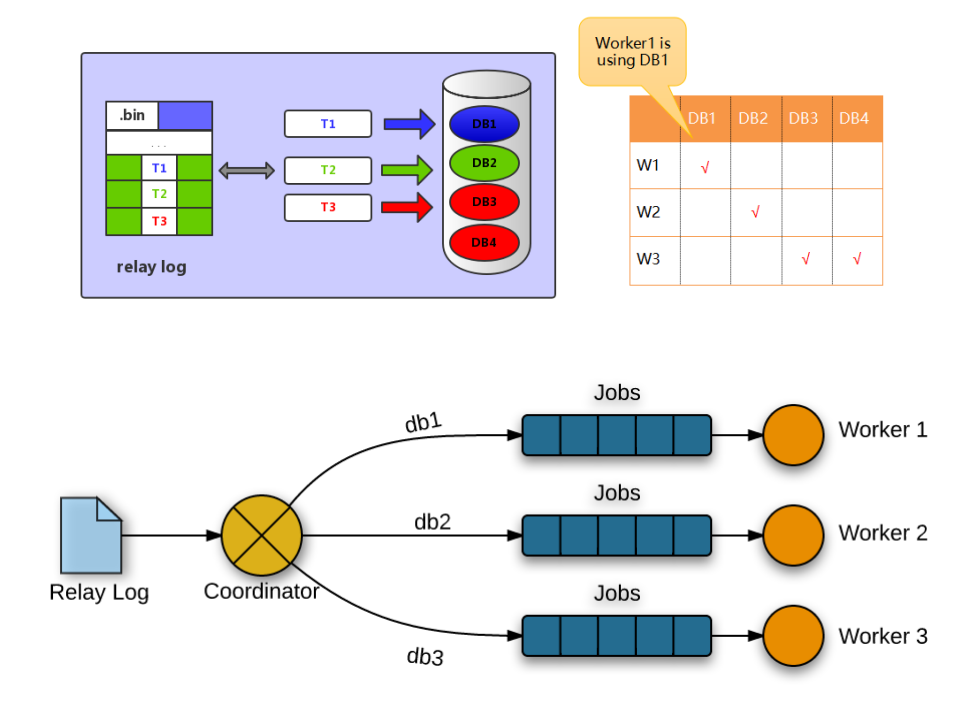 Worker1 is
using DB1
.bin
...
T1
T2
T3
relay log
T1
T2
T3
DB1
DB2
DB3
DB4
DB1 DB2 DB3 DB4
W1 √
W2 √
W3 √ √
Relay Log
Coordinator
db1
db2
db3
Jobs
Worker 1
Jobs
Worker 2
Jobs
Worker 3